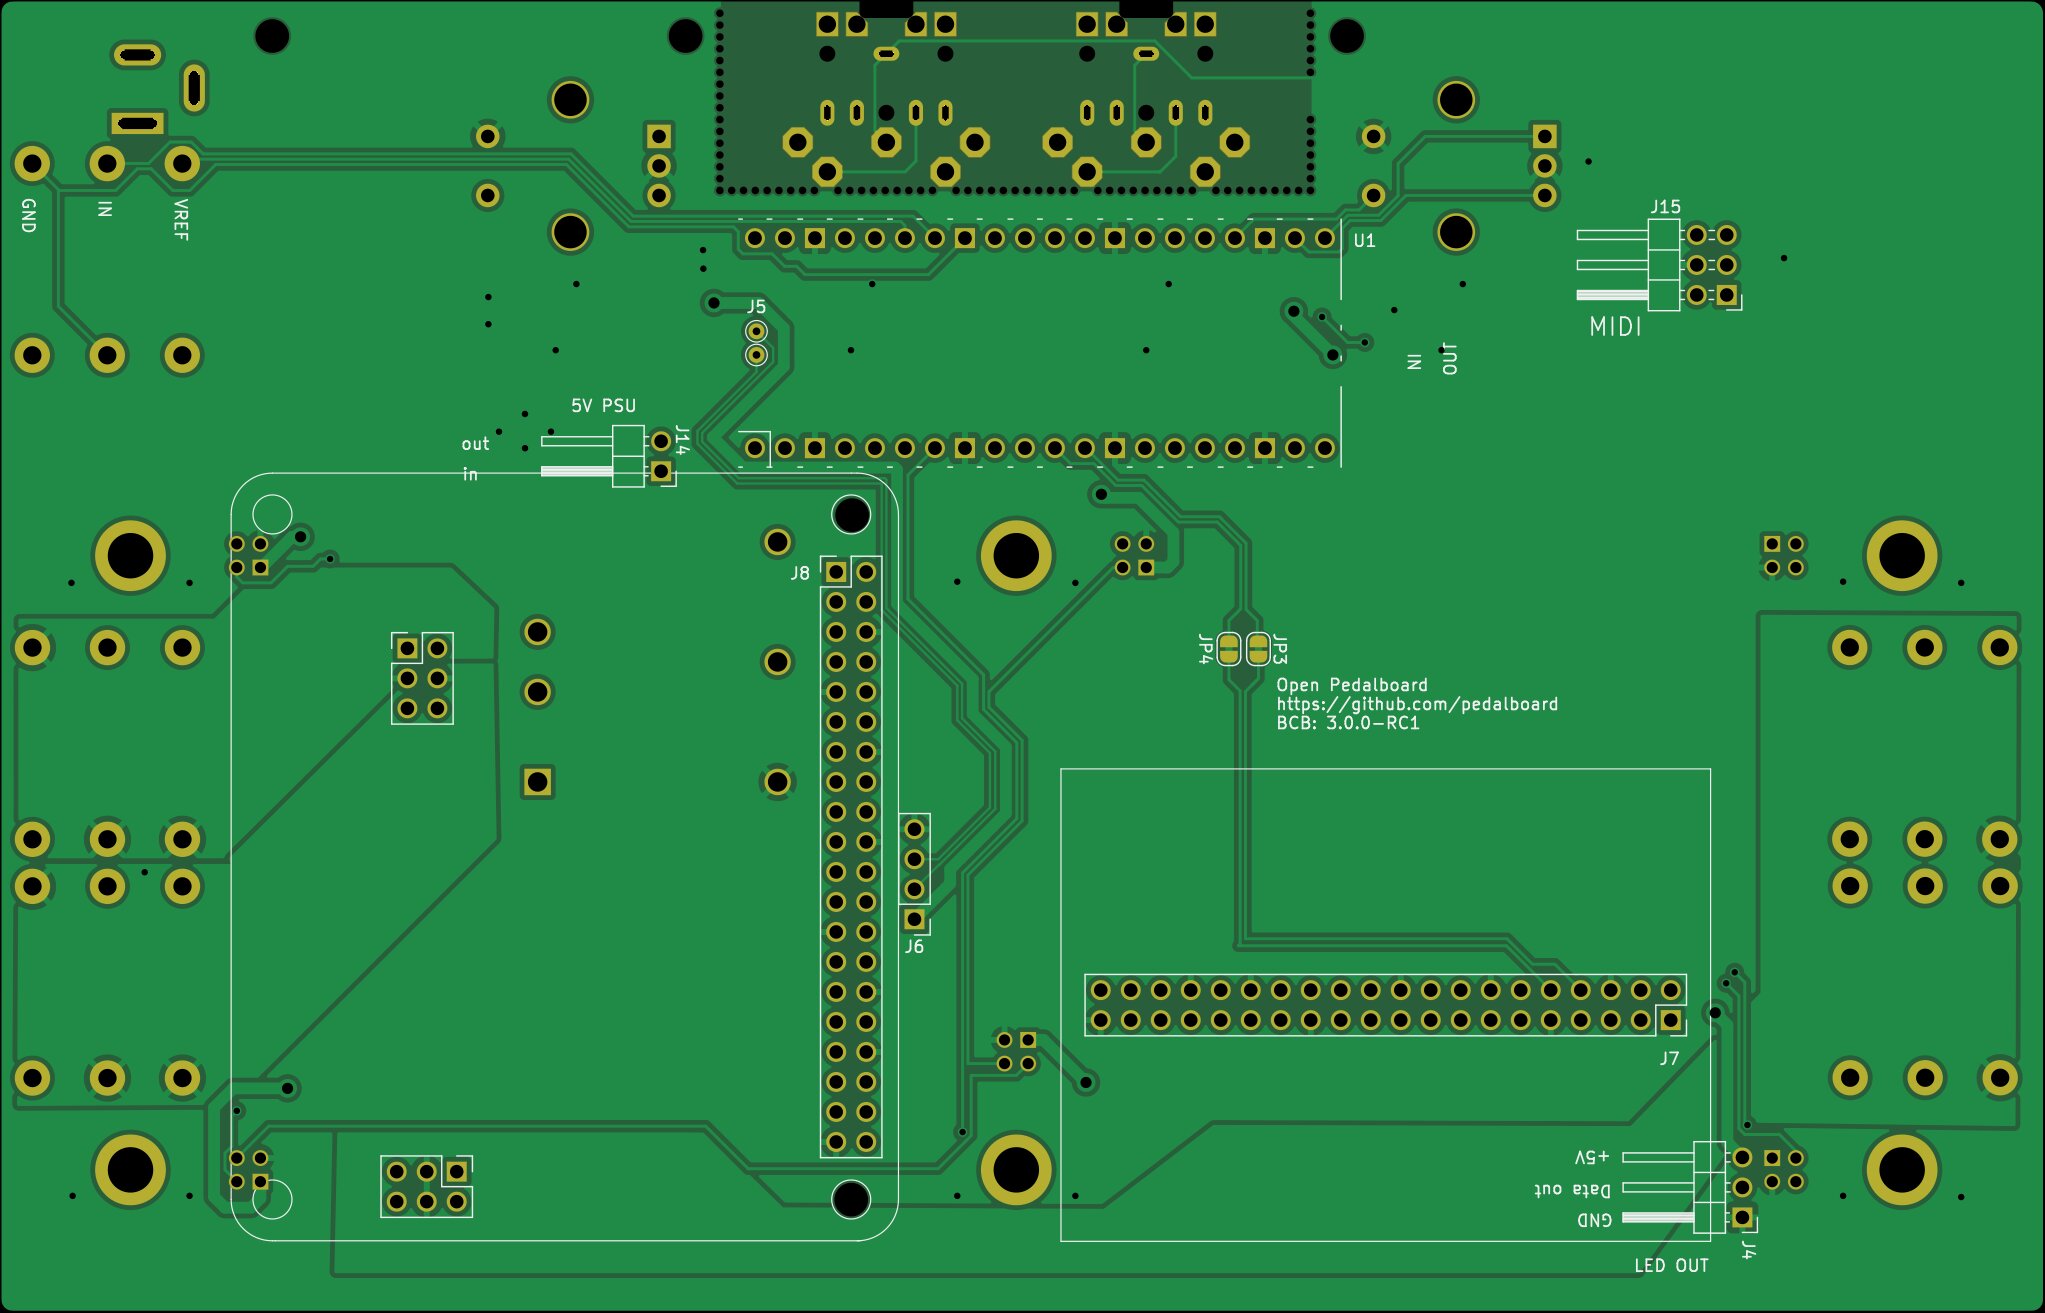 GND
IN
VREF
J15
U1
MIDI
J5
IN
OUT
5V PSU
out
in
J14
J8
JP4
JP3
Open Pedalboard
https://github.com/pedalboard
BCB: 3.0.0-RC1
J6
J7
+5V
Data out
GND
J4
LED OUT